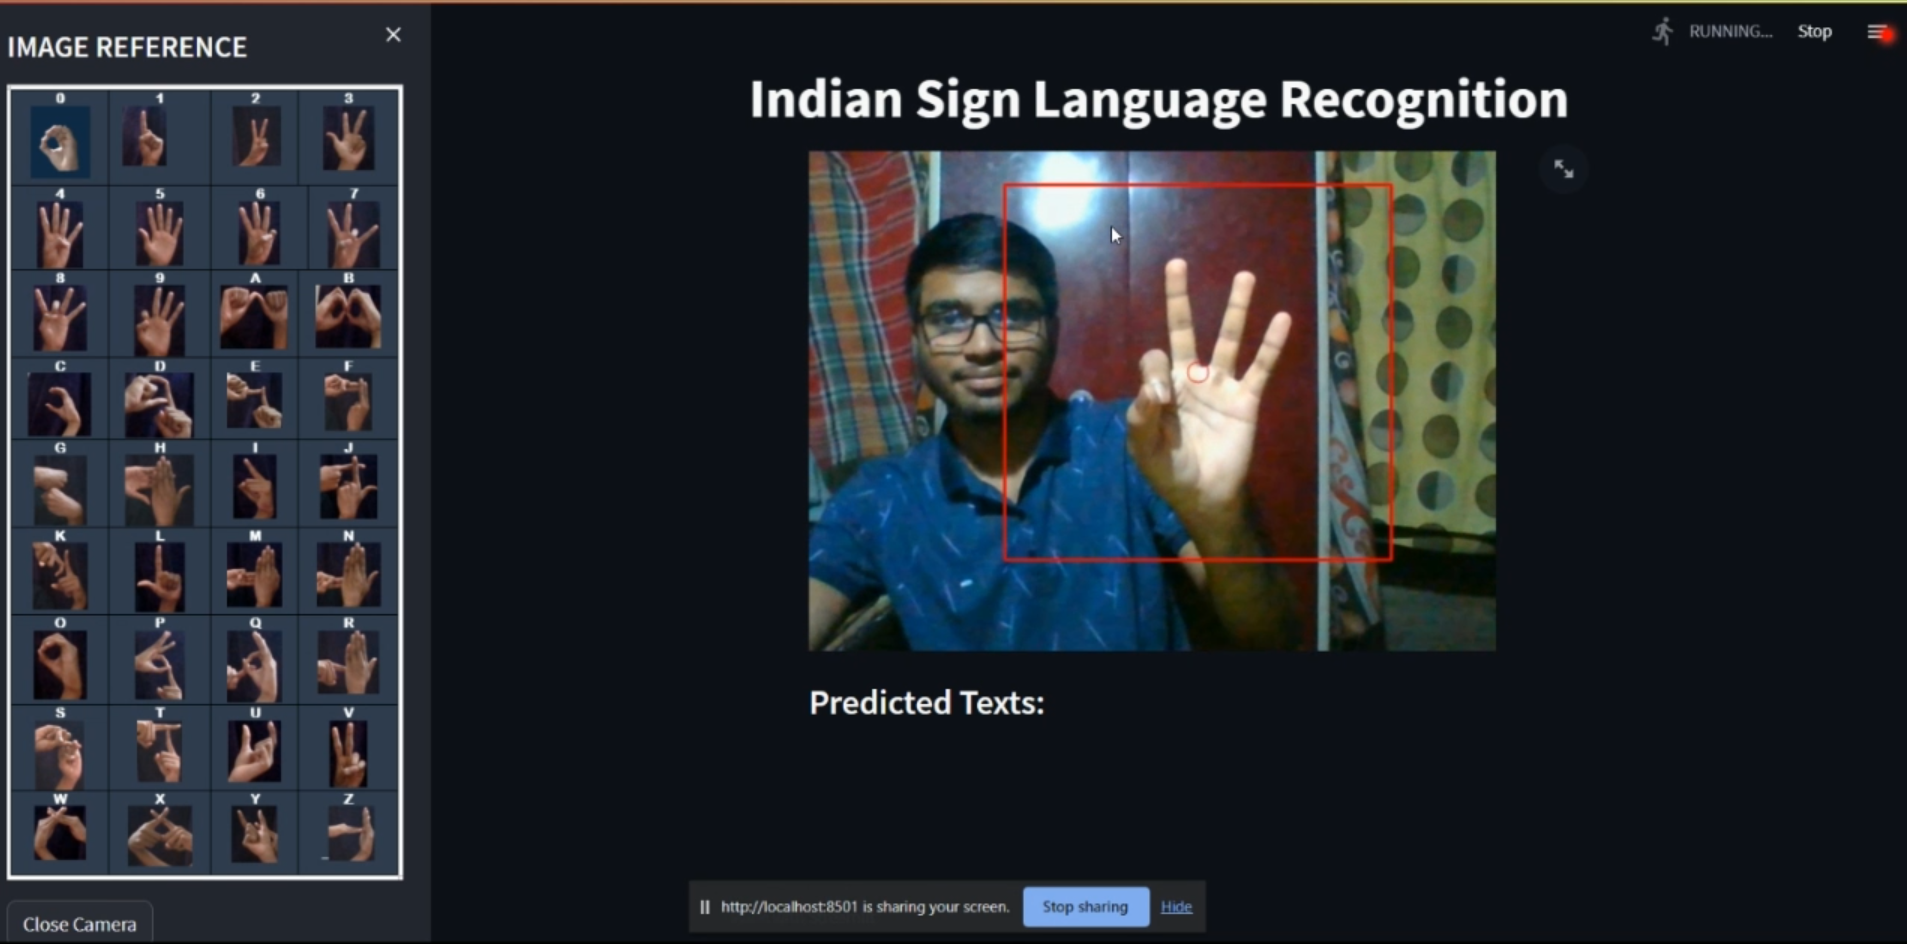 IMAGE REFERENCE
×
0 1 2 3
4 5 6 7
8 9 A B
C D E F
G H I J
K L M N
O P Q R
S T U V
W X Y Z
Close Camera
RUNNING... Stop
Indian Sign Language Recognition
Predicted Texts:
http://localhost:8501 is sharing your screen. Stop sharing Hide